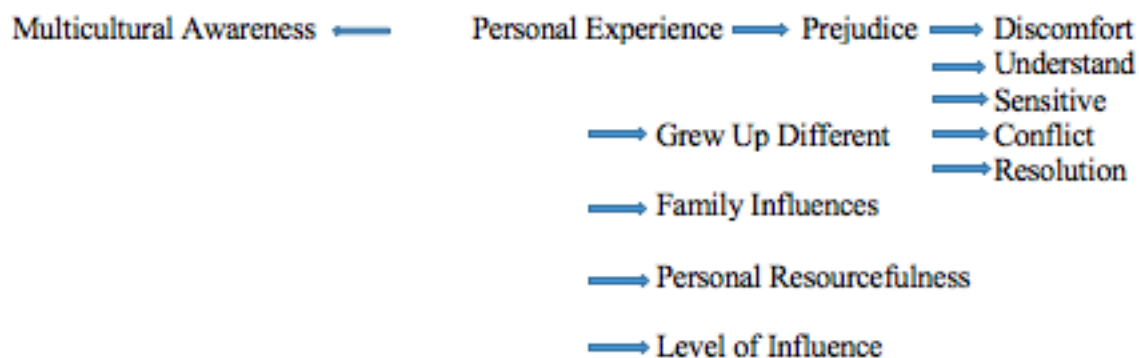 Multicultural Awareness Personal Experience Prejudice Discomfort
Understand
Sensitive
Grew Up Different Conflict
Resolution
Family Influences
Personal Resourcefulness
Level of Influence